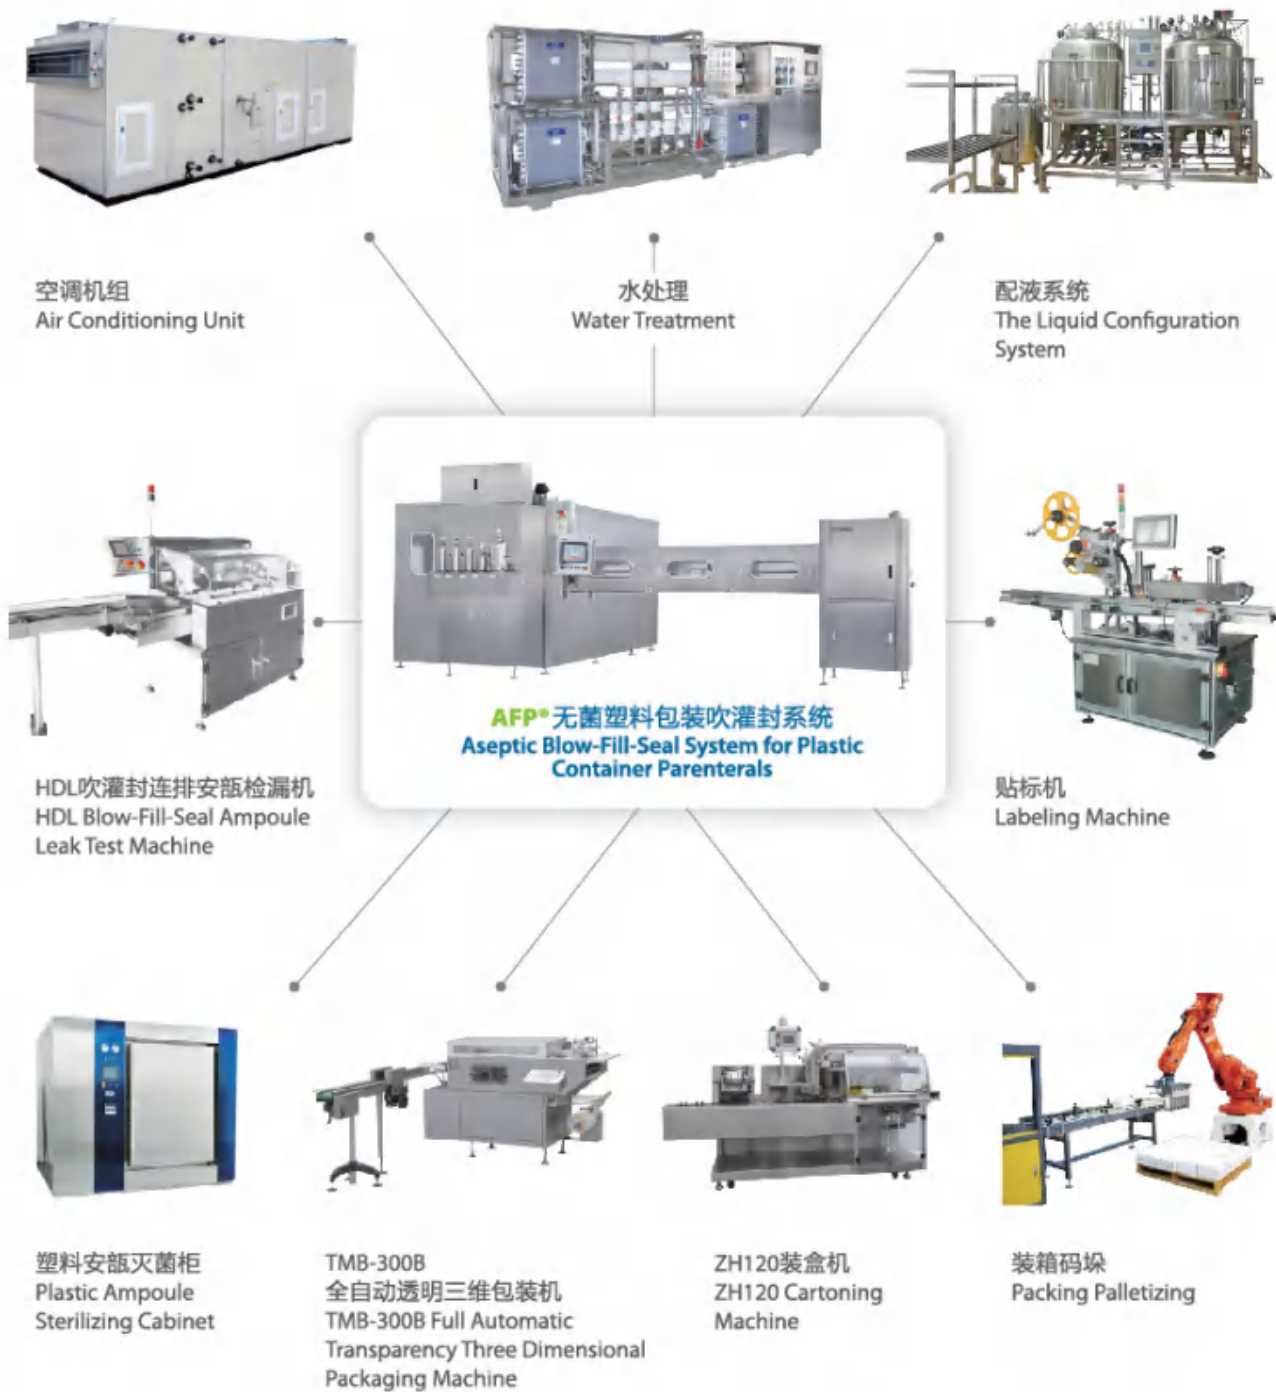 空调机组
Air Conditioning Unit
水处理
Water Treatment
配液系统
The Liquid Configuration
System
AFP®无菌塑料包装吹灌封系统
Aseptic Blow-Fill-Seal System for Plastic
Container Parenterals
HDL吹灌封连排安瓿检漏机
HDL Blow-Fill-Seal Ampoule
Leak Test Machine
贴标机
Labeling Machine
塑料安瓿灭菌柜
Plastic Ampoule
Sterilizing Cabinet
TMB-300B
全自动透明三维包装机
TMB-300B Full Automatic
Transparency Three Dimensional
Packaging Machine
ZH120装盒机
ZH120 Cartoning
Machine
装箱码垛
Packing Palletizing